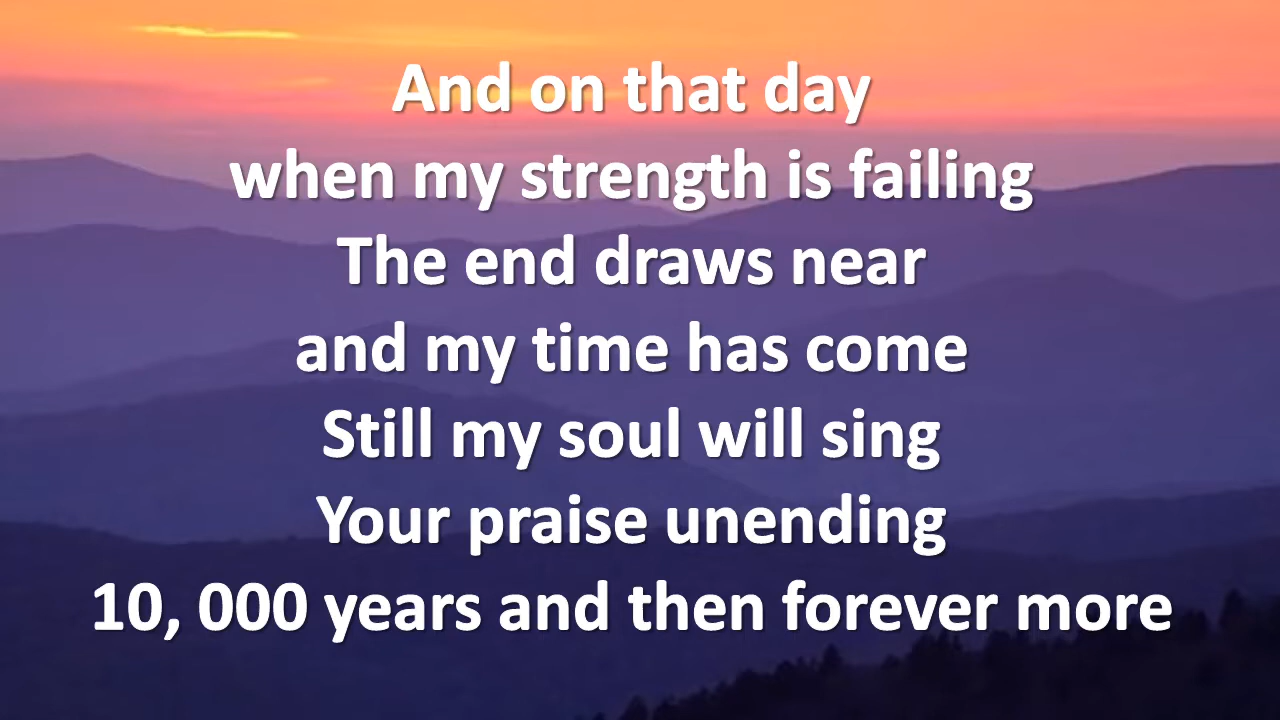 And on that day
when my strength is failing
The end draws near
and my time has come
Still my soul will sing
Your praise unending
10, 000 years and then forever more